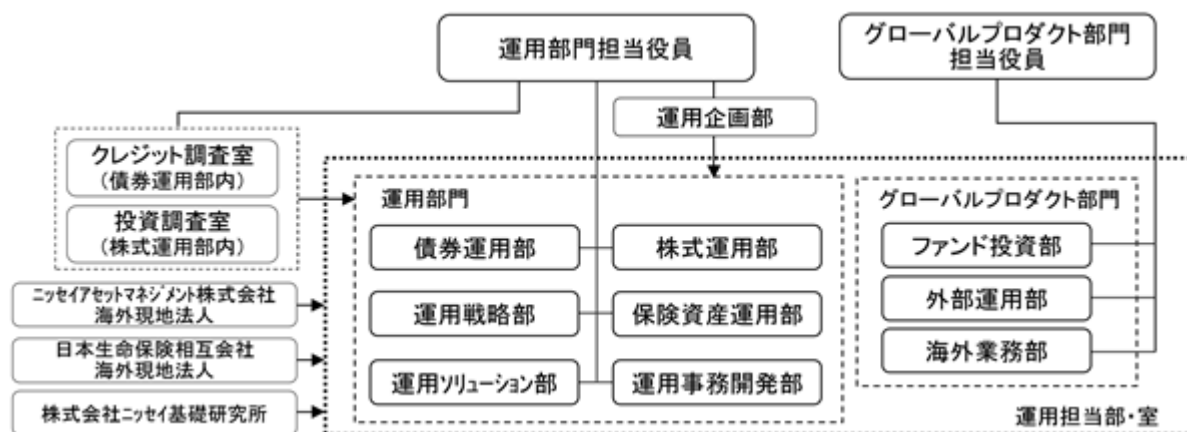 運用部門担当役員
グローバルプロダクト部門
担当役員
運用企画部
クレジット調査室
(債券運用部内)
投資調査室
(株式運用部内)
運用部門
グローバルプロダクト部門
債券運用部
株式運用部
ファンド投資部
ニッセイアセットマネジメント株式会社
海外現地法人
運用戦略部
保険資産運用部
外部運用部
日本生命保険相互会社
海外現地法人
海外業務部
運用ソリューション部
運用事務開発部
株式会社ニッセイ基礎研究所
運用担当部・室